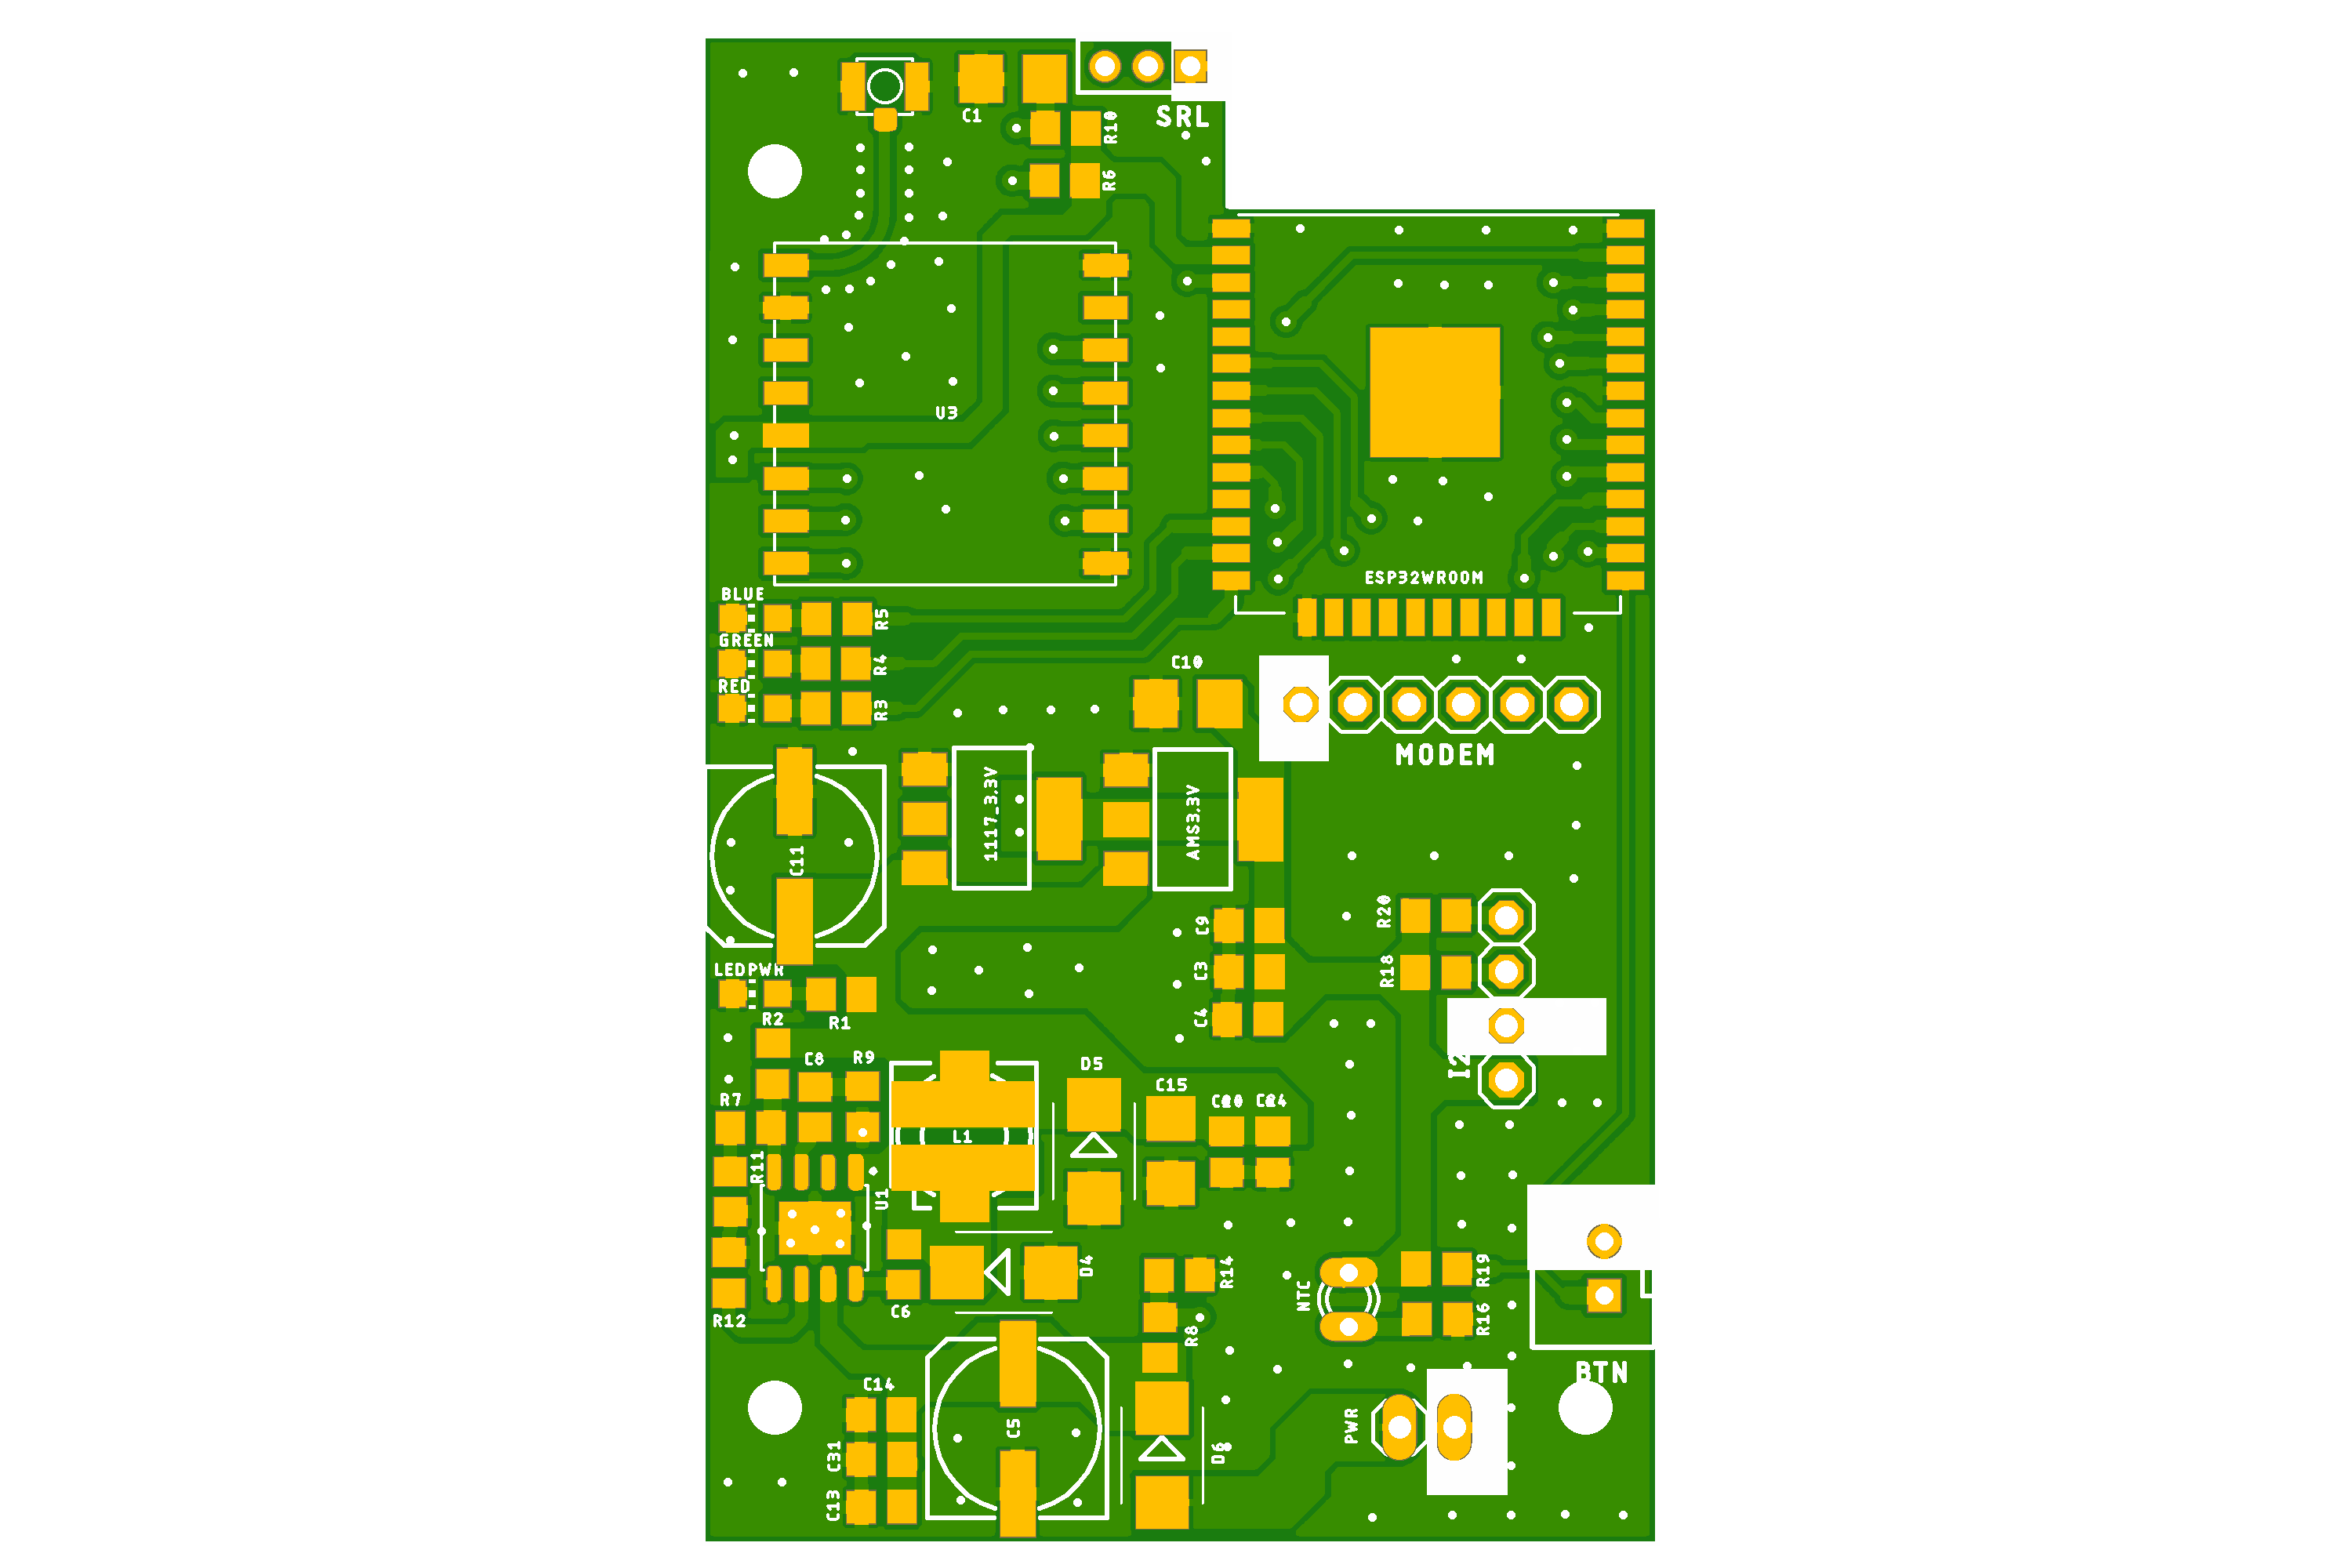 C1
SRL
R10
R6
U3
ESP32WROOM
BLUE
R5
GREEN
R4
RED
R3
C10
MODEM
1117_3.3V
AMS3.3V
C11
R20
C9
R18
C3
LEDPWR
C4
R2
R1
I2
C8
R9
D5
C15
R7
C24
L1
R11
U1
D4
R14
R19
NTC
C6
R12
R8
R16
BTN
C14
C5
PWR
C31
D6
C13